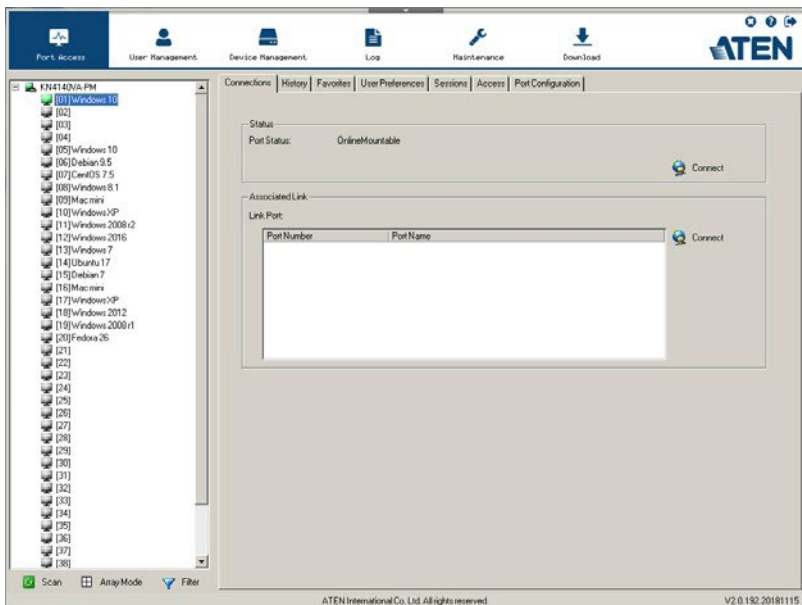 Port Access
User Management
Device Management
Log
Maintenance
Download
ATEN
KN4140VA-PM
[01]Windows 10
[02]
[03]
[04]
[05]Windows 10
[06]Debian 9.5
[07]CentOS 7.5
[08]Windows 8.1
[09]Mac mini
[10]Windows XP
[11]Windows 2008 r2
[12]Windows 2016
[13]Windows 7
[14]Ubuntu 17
[15]Debian 7
[16]Mac mini
[17]Windows XP
[18]Windows 2012
[19]Windows 2008 r1
[20]Fedora 26
[21]
[22]
[23]
[24]
[25]
[26]
[27]
[28]
[29]
[30]
[31]
[32]
[33]
[34]
[35]
[36]
[37]
[38]
Scan
Array Mode
Filter
Connections
History
Favorites
User Preferences
Sessions
Access
Port Configuration
Status
Port Status:
OnlineMountable
Connect
Associated Link
Link Port:
Port Number
Port Name
Connect
ATEN International Co., Ltd. All rights reserved.
V2.0.192.20181115